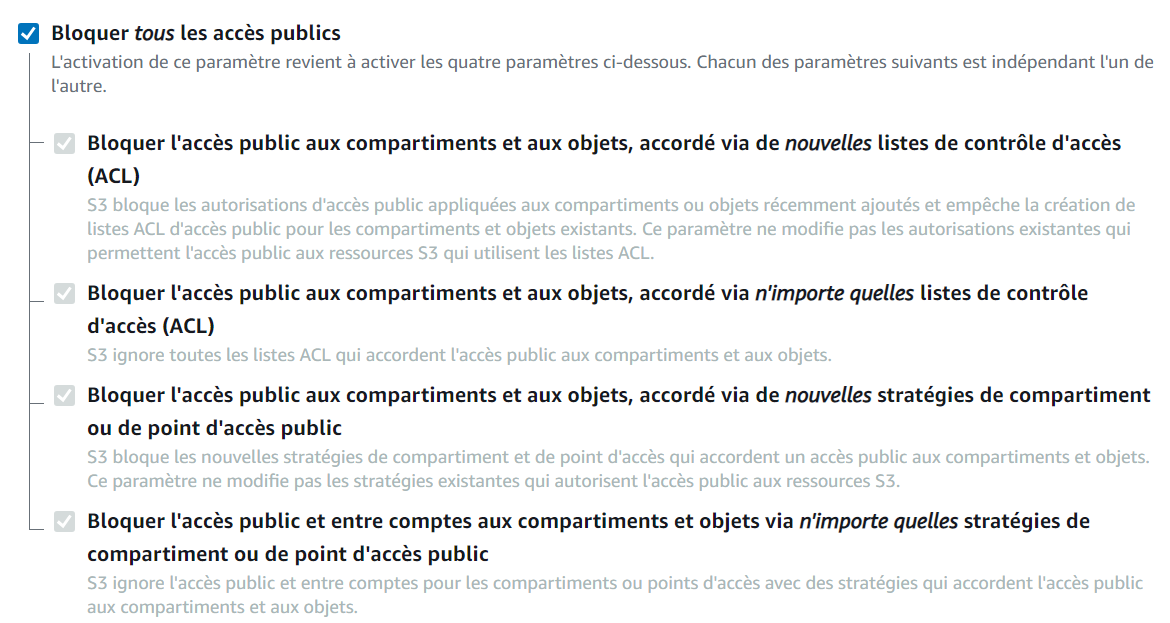 Bloquer tous les accès publics
L'activation de ce paramètre revient à activer les quatre paramètres ci-dessous. Chacun des paramètres suivants est indépendant l'un de
l'autre.
Bloquer l'accès public aux compartiments et aux objets, accordé via de nouvelles listes de contrôle d'accès
(ACL)
S3 bloque les autorisations d'accès public appliquées aux compartiments ou objets récemment ajoutés et empêche la création de
listes ACL d'accès public pour les compartiments et objets existants. Ce paramètre ne modifie pas les autorisations existantes qui
permettent l'accès public aux ressources S3 qui utilisent les listes ACL.
Bloquer l'accès public aux compartiments et aux objets, accordé via n'importe quelles listes de contrôle
d'accès (ACL)
S3 ignore toutes les listes ACL qui accordent l'accès public aux compartiments et aux objets.
Bloquer l'accès public aux compartiments et aux objets, accordé via de nouvelles stratégies de compartiment
ou de point d'accès public
S3 bloque les nouvelles stratégies de compartiment et de point d'accès qui accordent un accès public aux compartiments et objets.
Ce paramètre ne modifie pas les stratégies existantes qui autorisent l'accès public aux ressources S3.
Bloquer l'accès public et entre comptes aux compartiments et objets via n'importe quelles stratégies de
compartiment ou de point d'accès public
S3 ignore l'accès public et entre comptes pour les compartiments ou points d'accès avec des stratégies qui accordent l'accès public
aux compartiments et aux objets.